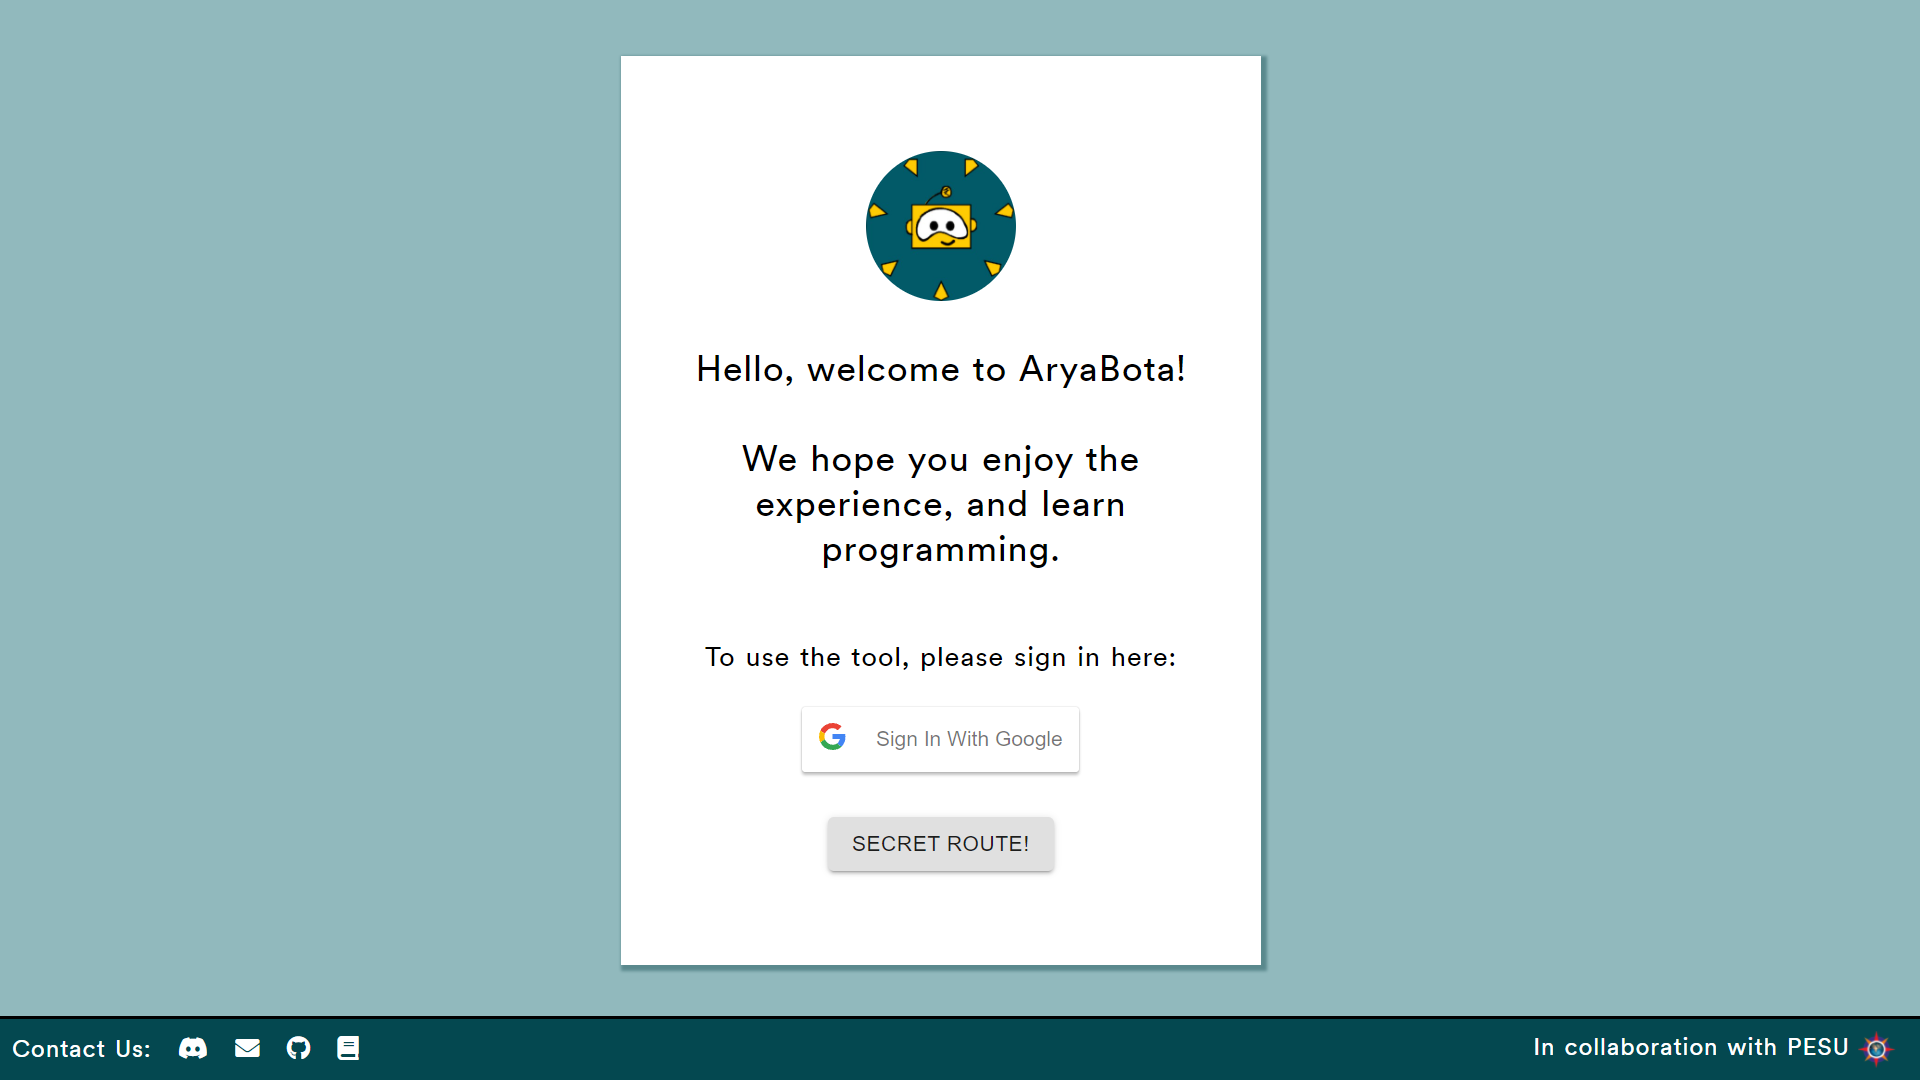 Hello, welcome to AryaBota!
We hope you enjoy the
experience, and learn
programming.
To use the tool, please sign in here:
Sign In With Google
SECRET ROUTE!
Contact Us:
In collaboration with PESU